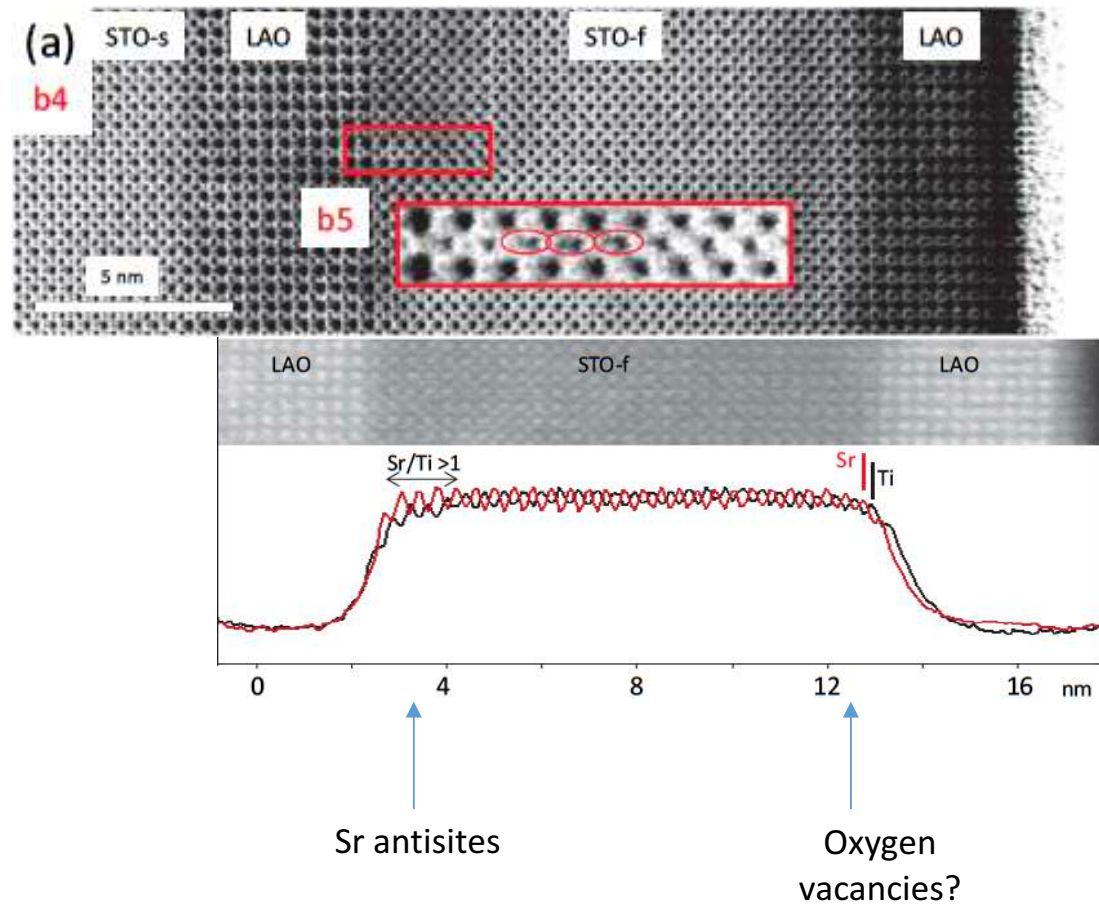 (a) STO-s LAO STO-f LAO
b4
b5
5 nm
LAO STO-f LAO
Sr/Ti >1 Sr Ti
0 4 8 12 16 nm
Sr antisites Oxygen
vacancies?